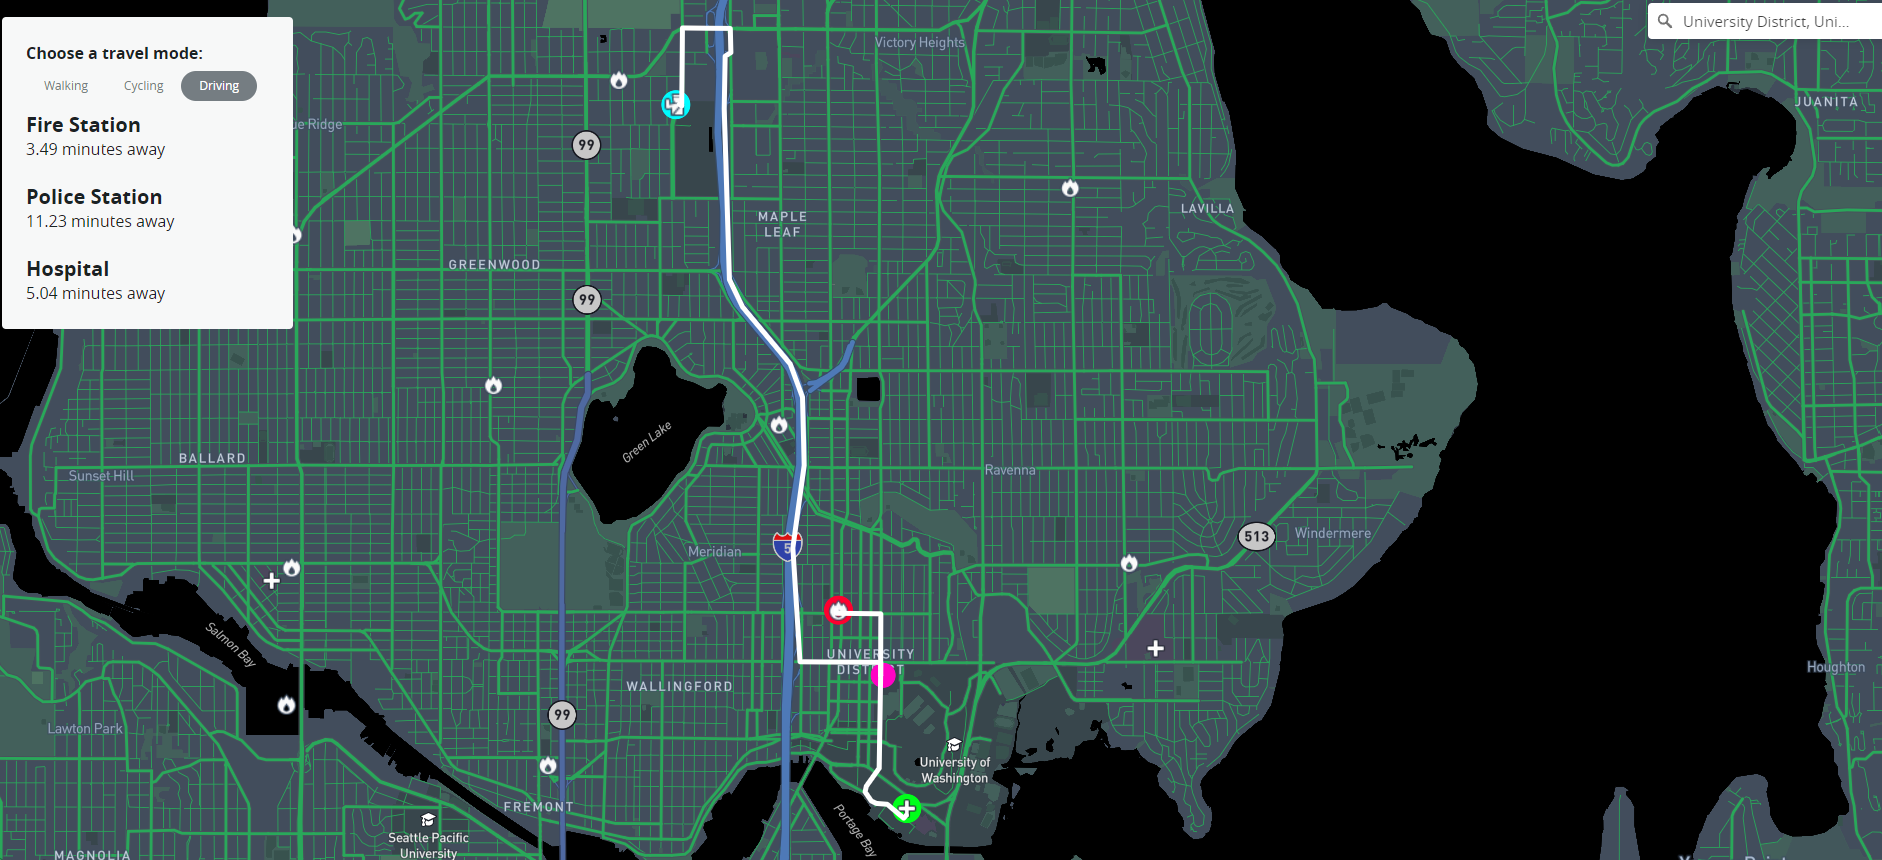 University District, Uni...
Choose a travel mode:
Walking Cycling Driving
Fire Station
3.49 minutes away
Police Station
11.23 minutes away
Hospital
5.04 minutes away
Victory Heights
JUANITA
ue Ridge
99
LAVILLA
MAPLE
LEAF
GREENWOOD
99
Green Lake
BALLARD
Sunset Hill
Ravenna
513
Windermere
Meridian
5
Salmon Bay
UNIVERSITY
DISTRICT
Houghton
WALLINGFORD
99
Lawton Park
University of
Washington
FREMONT
Portage Bay
Seattle Pacific
University
MAGNOLIA